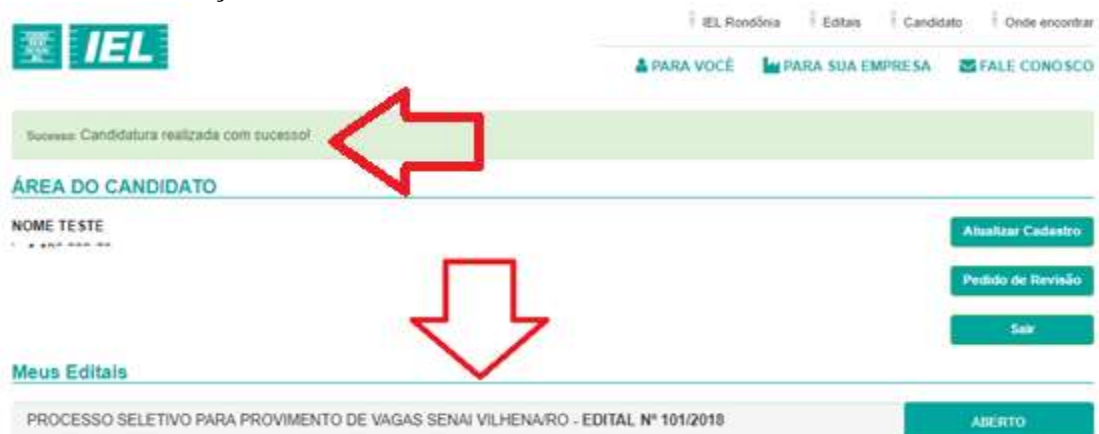 IEL Rondônia Editais Candidato Onde encontrar
IEL
PARA VOCÊ PARA SUA EMPRESA FALE CONOSCO
Sucesso: Candidatura realizada com sucesso!
ÁREA DO CANDIDATO
NOME TESTE
Atualizar Cadastro
Pedido de Revisão
Sair
Meus Editais
PROCESSO SELETIVO PARA PROVIMENTO DE VAGAS SENAI VILHENA/RO - EDITAL Nº 101/2018 ABERTO